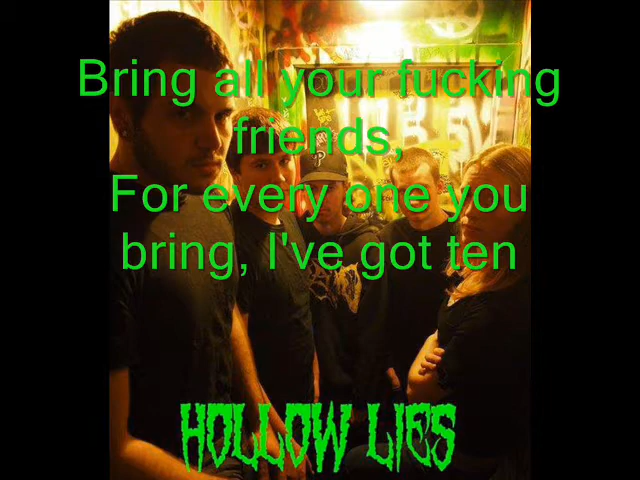 Bring all your fucking
friends,
For every one you
bring, I've got ten
HOLLOW LIES